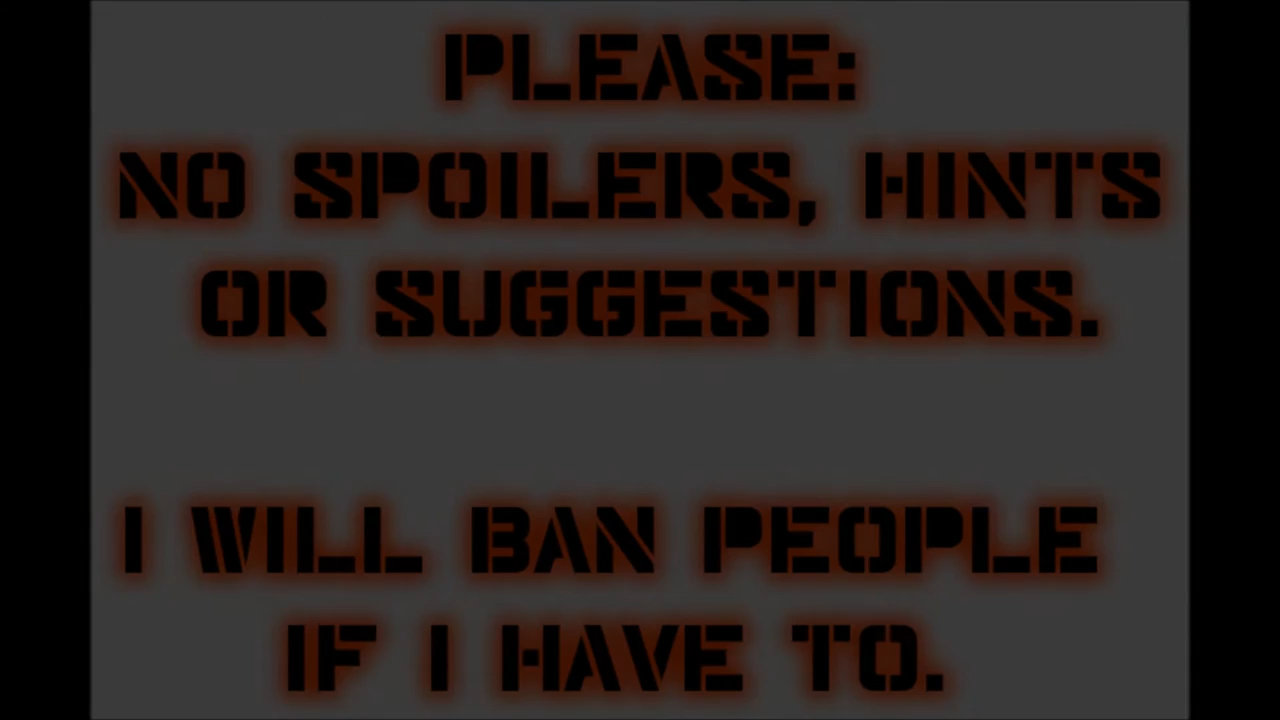 PLEASE:
NO SPOILERS, HINTS
OR SUGGESTIONS.
I WILL BAN PEOPLE
IF I HAVE TO.